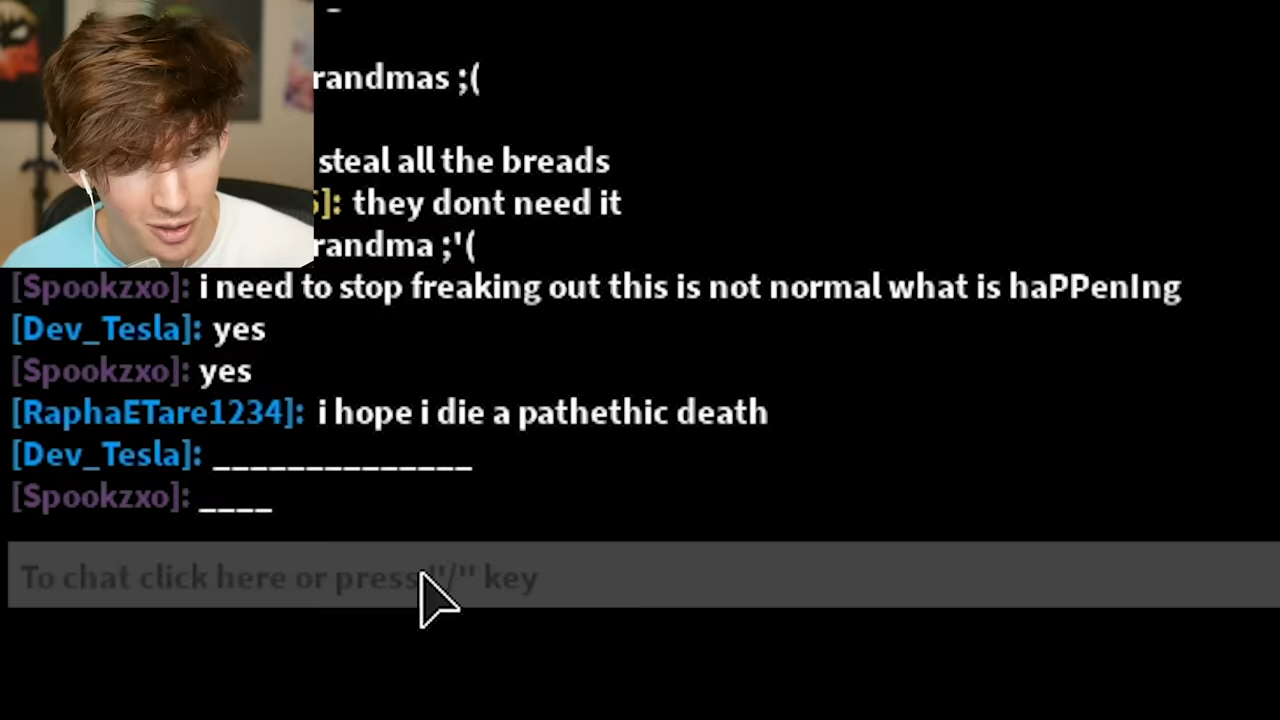 randmas ;(
steal all the breads
]: they dont need it
randma ;'(
[Spookzxo]: i need to stop freaking out this is not normal what is haPPenIng
[Dev_Tesla]: yes
[Spookzxo]: yes
[RaphaETare1234]: i hope i die a pathethic death
[Dev_Tesla]: ______________
[Spookzxo]: ____
To chat click here or press "/" key